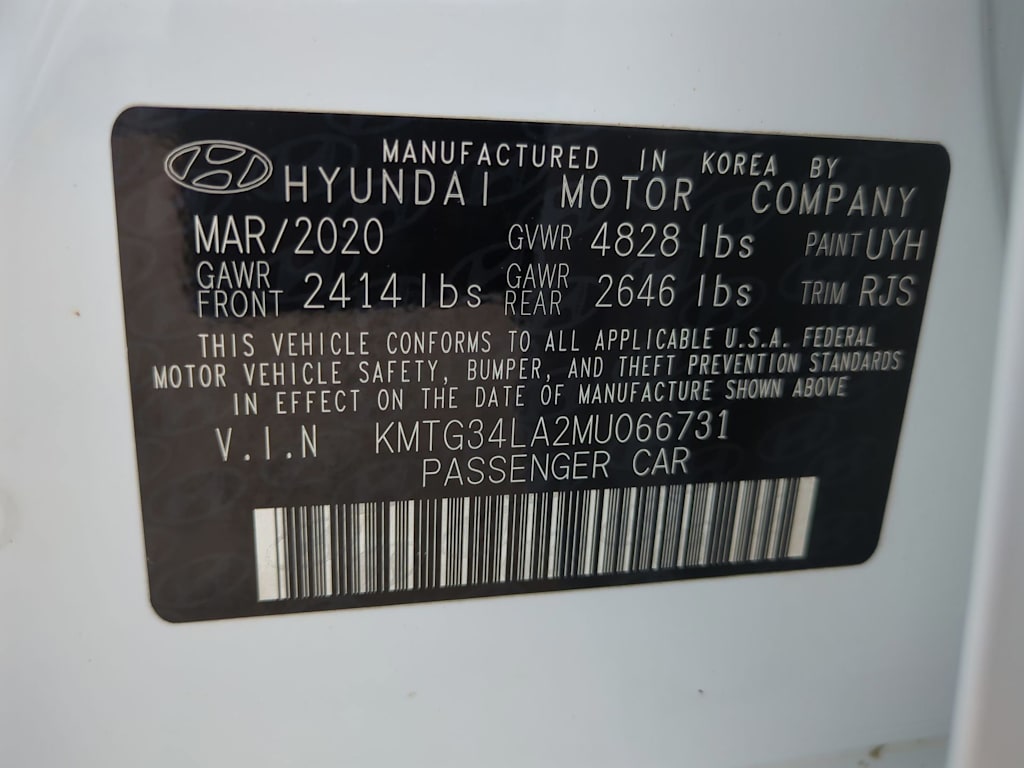 MANUFACTURED IN KOREA BY
HYUNDAI MOTOR COMPANY
MAR/2020 GVWR 4828 lbs PAINT UYH
GAWR FRONT 2414 lbs GAWR REAR 2646 lbs TRIM RJS
THIS VEHICLE CONFORMS TO ALL APPLICABLE U.S.A. FEDERAL
MOTOR VEHICLE SAFETY, BUMPER, AND THEFT PREVENTION STANDARDS
IN EFFECT ON THE DATE OF MANUFACTURE SHOWN ABOVE
V.I.N KMTG34LA2MU066731
PASSENGER CAR